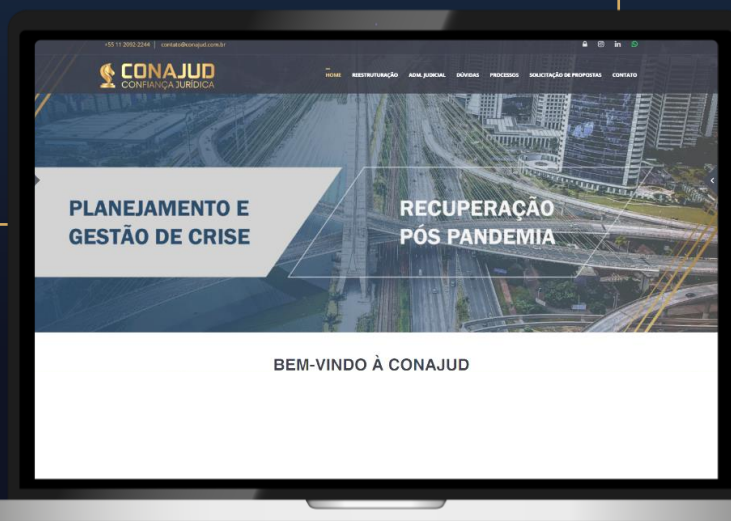 +55 11 2092-2244 | contato@conajud.com.br
CONAJUD
CONFIANÇA JURÍDICA
HOME REESTRUTURAÇÃO ADM. JUDICIAL DÚVIDAS PROCESSOS SOLICITAÇÃO DE PROPOSTAS CONTATO
PLANEJAMENTO E
GESTÃO DE CRISE
RECUPERAÇÃO
PÓS PANDEMIA
BEM-VINDO À CONAJUD